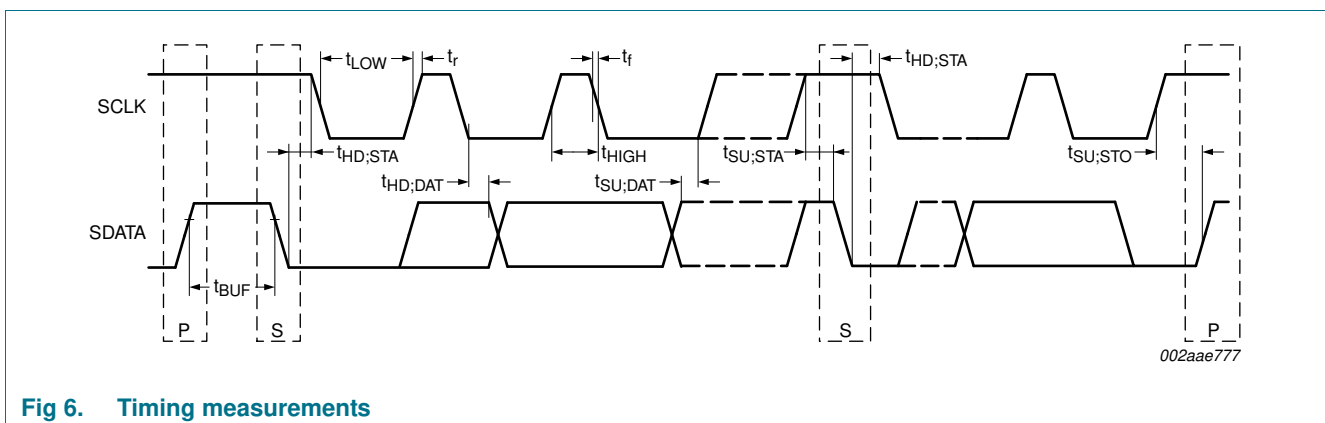 tLOW tr tf tHD;STA
SCLK
tHD;STA tHIGH tSU;STA tSU;STO
tHD;DAT tSU;DAT
SDATA
tBUF
P S S P
002aae777
Fig 6. Timing measurements